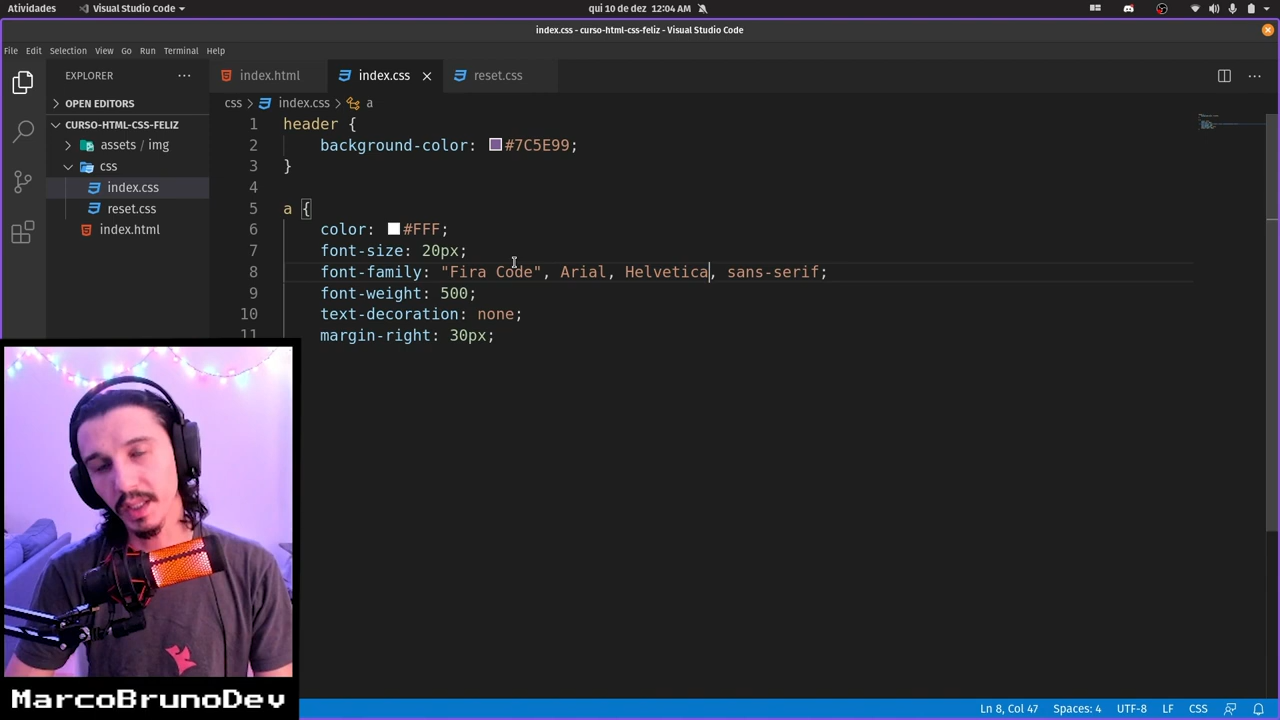 Atividades
Visual Studio Code
qui 10 de dez 12:04 AM
index.css - curso-html-css-feliz - Visual Studio Code
File Edit Selection View Go Run Terminal Help
EXPLORER
index.html
index.css
reset.css
OPEN EDITORS
css > index.css > a
CURSO-HTML-CSS-FELIZ
assets / img
css
index.css
reset.css
index.html
1 header {
2 background-color: #7C5E99;
3 }
4
5 a {
6 color: #FFF;
7 font-size: 20px;
8 font-family: "Fira Code", Arial, Helvetica, sans-serif;
9 font-weight: 500;
10 text-decoration: none;
11 margin-right: 30px;
MarcoBrunoDev
Ln 8, Col 47 Spaces: 4 UTF-8 LF CSS